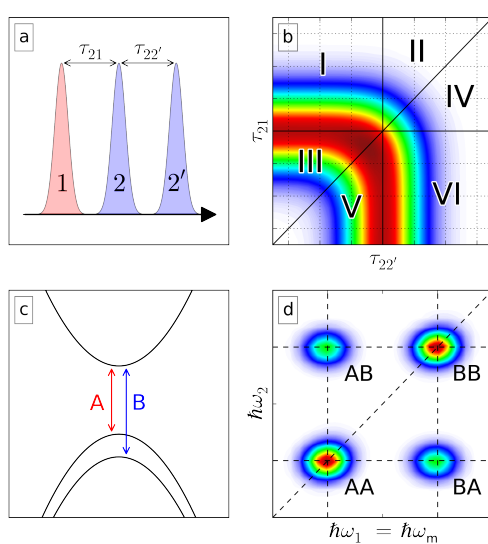 a
τ21
τ22′
1
2
2′
b
I
II
III
IV
V
VI
τ21
τ22′
c
A
B
d
AB
BB
AA
BA
ħω2
ħω1 = ħωm